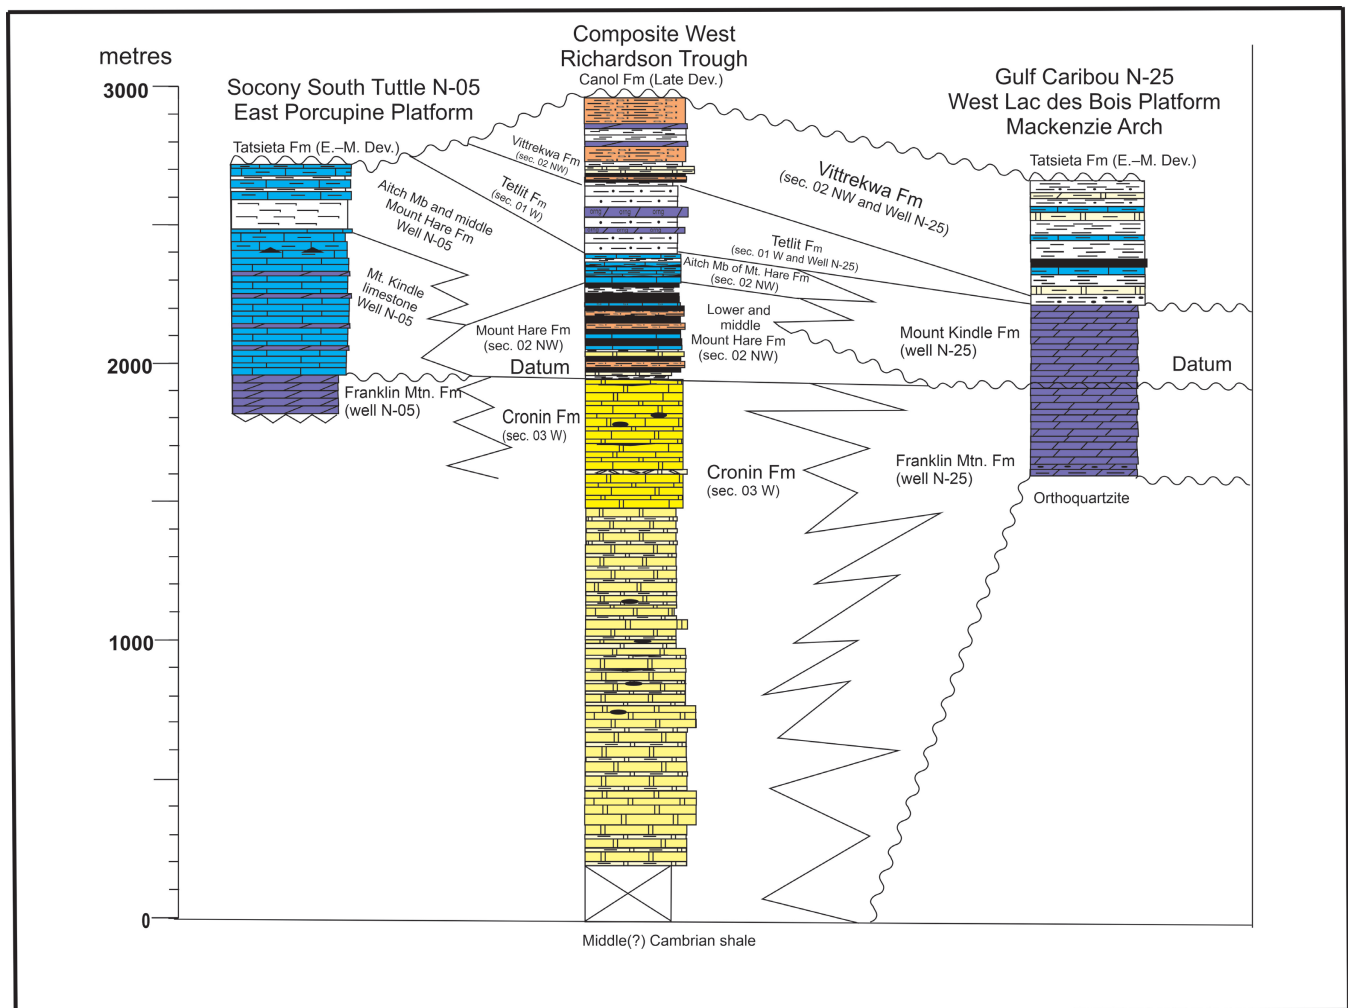 metres
3000
2000
1000
0
Socony South Tuttle N-05
East Porcupine Platform
Tatsieta Fm (E.–M. Dev.)
Composite West
Richardson Trough
Canol Fm (Late Dev.)
Gulf Caribou N-25
West Lac des Bois Platform
Mackenzie Arch
Tatsieta Fm (E.–M. Dev.)
Vittrekwa Fm
(sec. 02 NW)
Tetlit Fm
(sec. 01 W)
Aitch Mb and middle
Mount Hare Fm
Well N-05
Mt. Kindle
limestone
Well N-05
Mount Hare Fm
(sec. 02 NW)
Datum
Franklin Mtn. Fm
(well N-05)
Cronin Fm
(sec. 03 W)
omg omg omg
Vittrekwa Fm
(sec. 02 NW and Well N-25)
Tetlit Fm
(sec. 01 W and Well N-25)
Aitch Mb of Mt. Hare Fm
(sec. 02 NW)
Lower and
middle
Mount Hare Fm
(sec. 02 NW)
Mount Kindle Fm
(well N-25)
Datum
Cronin Fm
(sec. 03 W)
Franklin Mtn. Fm
(well N-25)
Orthoquartzite
Middle(?) Cambrian shale